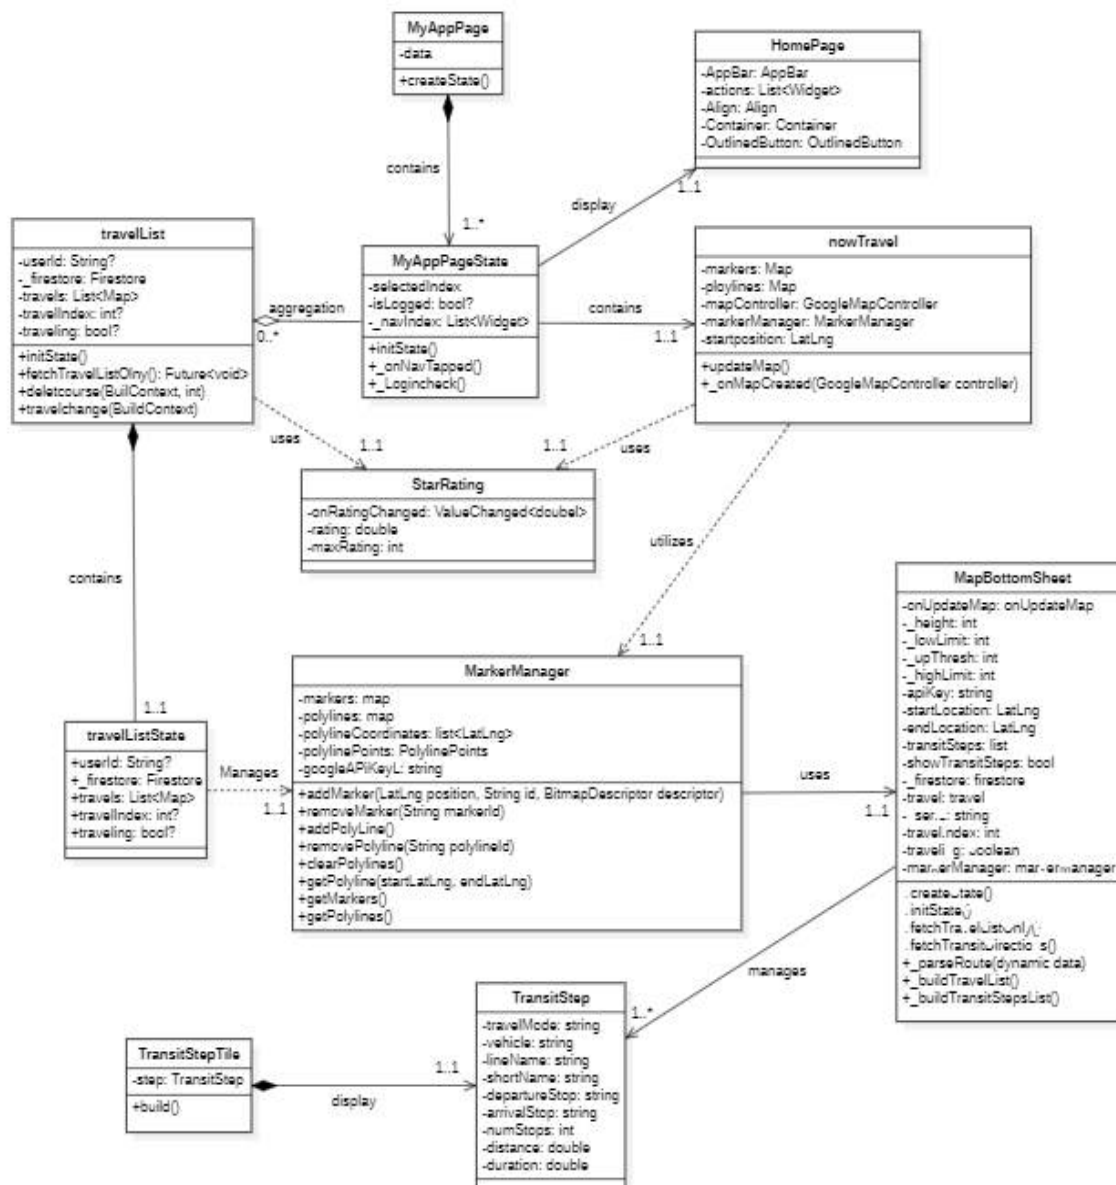 MyAppPage
-data
+createState()
HomePage
-AppBar: AppBar
-actions: List<Widget>
-Align: Align
-Container: Container
-OutlinedButton: OutlinedButton
contains
1..*
display
1..1
travelList
-userId: String?
-_firestore: Firestore
-travels: List<Map>
-travelIndex: int?
-traveling: bool?
+initState()
+fetchTravelListOlny(): Future<void>
+deletcourse(BuilContext, int)
+travelchange(BuildContext)
aggregation
0..*
MyAppPageState
-selectedIndex
-isLogged: bool?
-_navIndex: List<Widget>
+initState()
+_onNavTapped()
+_Logincheck()
contains
1..1
nowTravel
-markers: Map
-ploylines: Map
-mapController: GoogleMapController
-markerManager: MarkerManager
-startposition: LatLng
+updateMap()
+_onMapCreated(GoogleMapController controller)
uses
1..1
1..1
uses
StarRating
-onRatingChanged: ValueChanged<doubel>
-rating: double
-maxRating: int
utilizes
1..1
contains
1..1
MapBottomSheet
-onUpdateMap: onUpdateMap
-_height: int
-_lowLimit: int
-_upThresh: int
-_highLimit: int
-apiKey: string
-startLocation: LatLng
-endLocation: LatLng
-transitSteps: list
-showTransitSteps: bool
-_firestore: firestore
-travel: travel
string
int
+_parseRoute(dynamic data)
+_buildTravelList()
+_buildTransitStepsList()
MarkerManager
-markers: map
-polylines: map
-polylineCoordinates: list<LatLng>
-polylinePoints: PolylinePoints
-googleAPiKeyL: string
+addMarker(LatLng position, String id, BitmapDescriptor descriptor)
+removeMarker(String markerId)
+addPolyLine()
+removePolyline(String polylineId)
+clearPolylines()
+getPolyline(startLatLng, endLatLng)
+getMarkers()
+getPolylines()
uses
1..1
travelListState
+userId: String?
+_firestore: Firestore
+travels: List<Map>
+travelIndex: int?
+traveling: bool?
Manages
1..1
manages
1..*
TransitStep
-travelMode: string
-vehicle: string
-lineName: string
-shortName: string
-departureStop: string
-arrivalStop: string
-numStops: int
-distance: double
-duration: double
TransitStepTile
-step: TransitStep
+build()
display
1..1